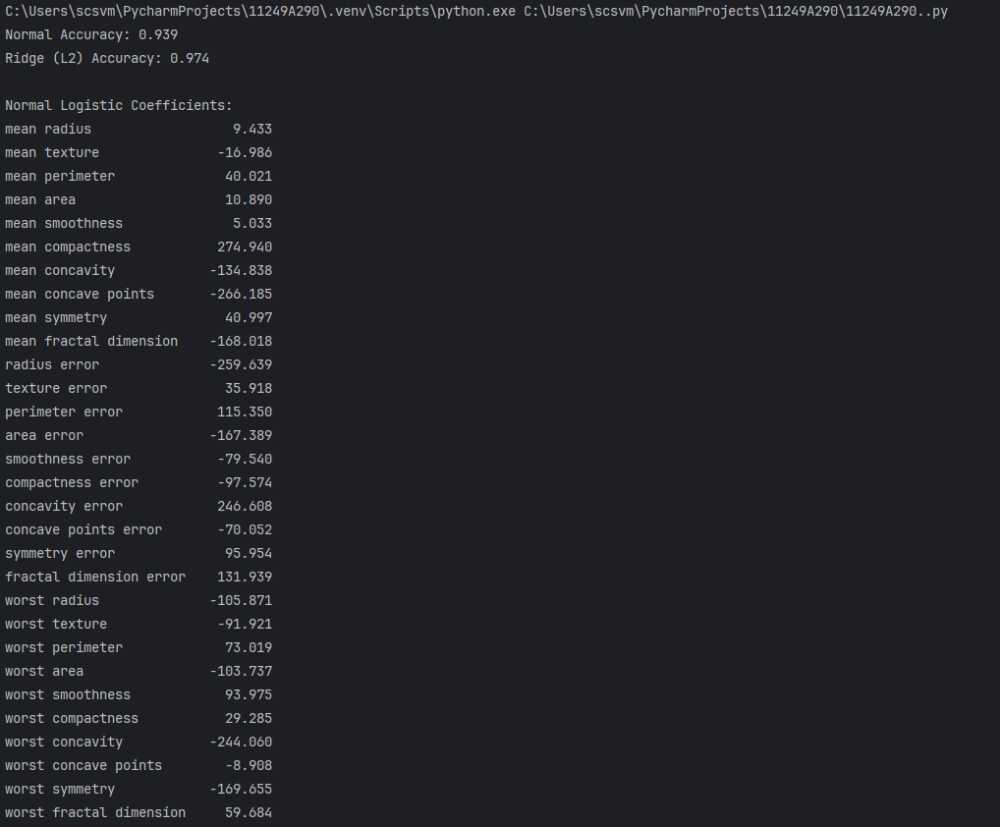 C:\Users\scsvm\PycharmProjects\11249A290\.venv\Scripts\python.exe C:\Users\scsvm\PycharmProjects\11249A290\11249A290..py
Normal Accuracy: 0.939
Ridge (L2) Accuracy: 0.974
Normal Logistic Coefficients:
mean radius 9.433
mean texture -16.986
mean perimeter 40.021
mean area 10.890
mean smoothness 5.033
mean compactness 274.940
mean concavity -134.838
mean concave points -266.185
mean symmetry 40.997
mean fractal dimension -168.018
radius error -259.639
texture error 35.918
perimeter error 115.350
area error -167.389
smoothness error -79.540
compactness error -97.574
concavity error 246.608
concave points error -70.052
symmetry error 95.954
fractal dimension error 131.939
worst radius -105.871
worst texture -91.921
worst perimeter 73.019
worst area -103.737
worst smoothness 93.975
worst compactness 29.285
worst concavity -244.060
worst concave points -8.908
worst symmetry -169.655
worst fractal dimension 59.684